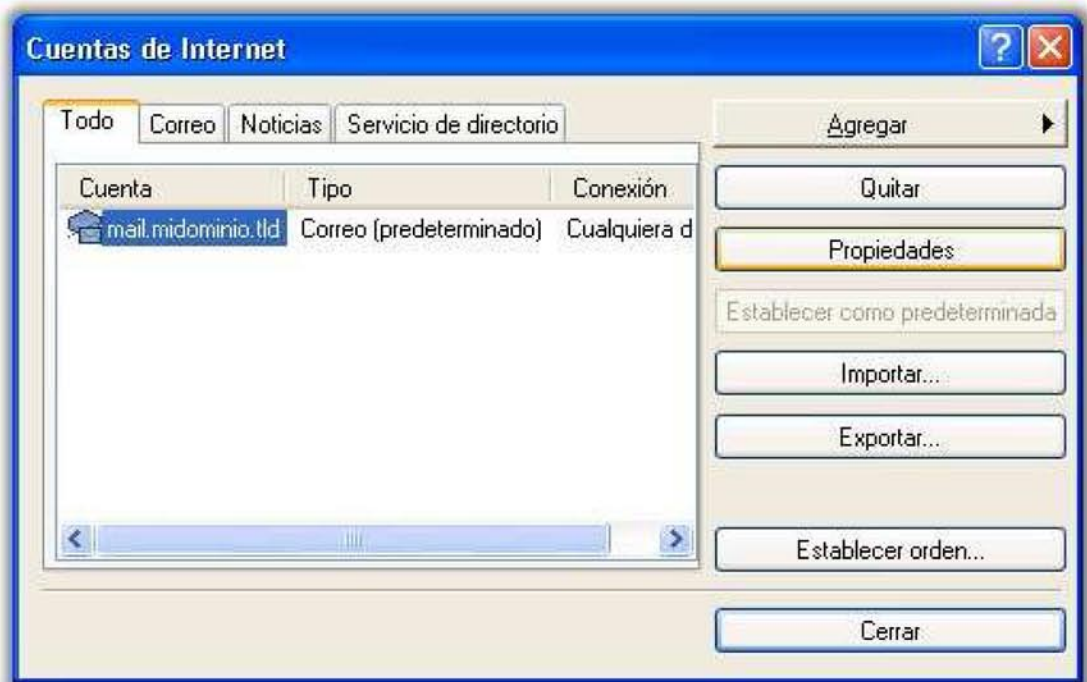 Cuentas de Internet
Todo Correo Noticias Servicio de directorio
Agregar
Cuenta Tipo Conexión
Quitar
mail.midominio.tld Correo (predeterminado) Cualquiera d
Propiedades
Establecer como predeterminada
Importar...
Exportar...
Establecer orden...
Cerrar